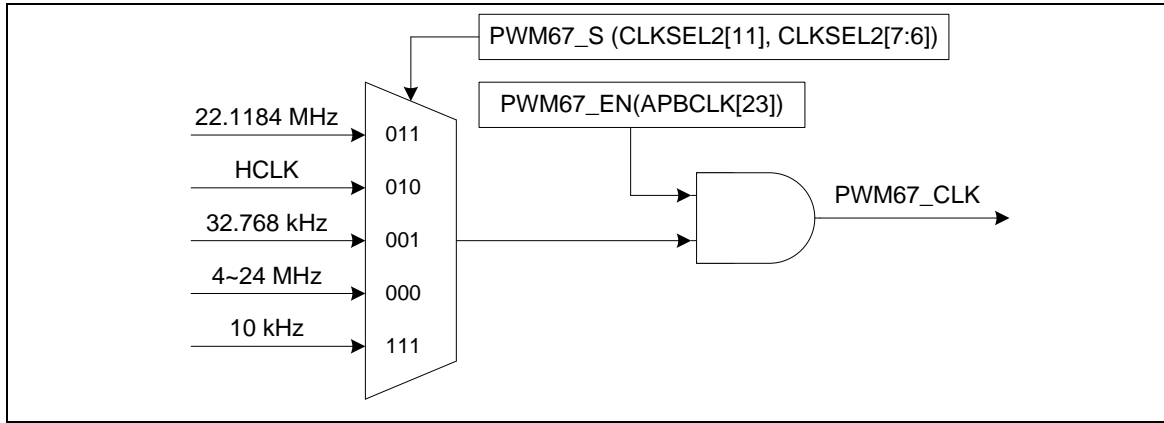 PWM67_S (CLKSEL2[11], CLKSEL2[7:6])
PWM67_EN(APBCLK[23])
22.1184 MHz
011
HCLK
010
PWM67_CLK
32.768 kHz
001
4~24 MHz
000
10 kHz
111